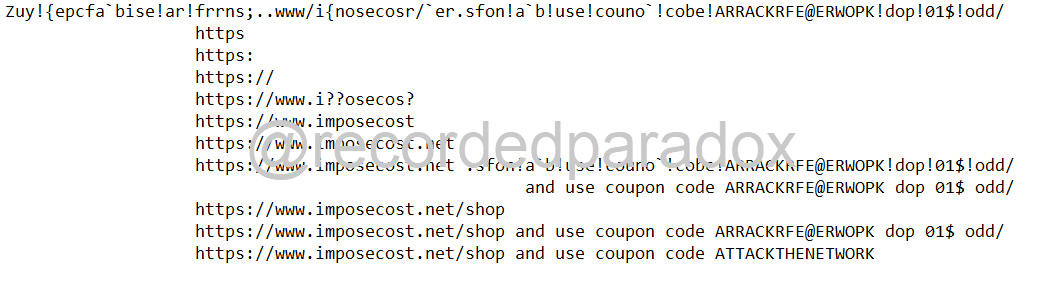 Zuy!{epcfa`bise!ar!frrns;..www/i{nosecosr/`er.sfon!a`b!use!couno`!cobe!ARRACKRFE@ERWOPK!dop!01$!odd/
https
https:
https://
https://www.i??osecos?
https://www.imposecost
https://www.imposecost.net
https://www.imposecost.net .sfon!a`b!use!couno`!cobe!ARRACKRFE@ERWOPK!dop!01$!odd/
and use coupon code ARRACKRFE@ERWOPK dop 01$ odd/
https://www.imposecost.net/shop
https://www.imposecost.net/shop and use coupon code ARRACKRFE@ERWOPK dop 01$ odd/
https://www.imposecost.net/shop and use coupon code ATTACKTHENETWORK
@recordedparadox